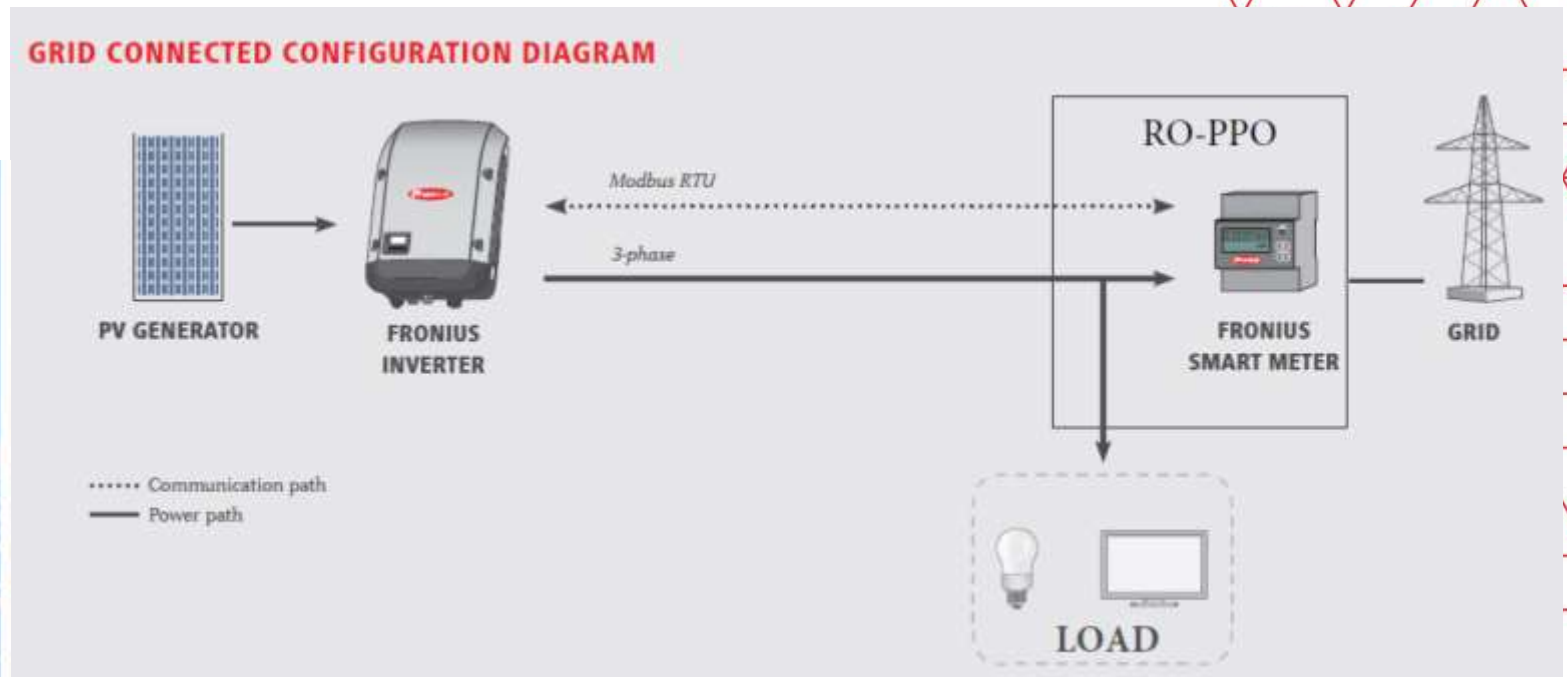 GRID CONNECTED CONFIGURATION DIAGRAM
RO-PPO
Modbus RTU
3-phase
PV GENERATOR
FRONIUS
INVERTER
FRONIUS
SMART METER
GRID
Communication path
Power path
LOAD